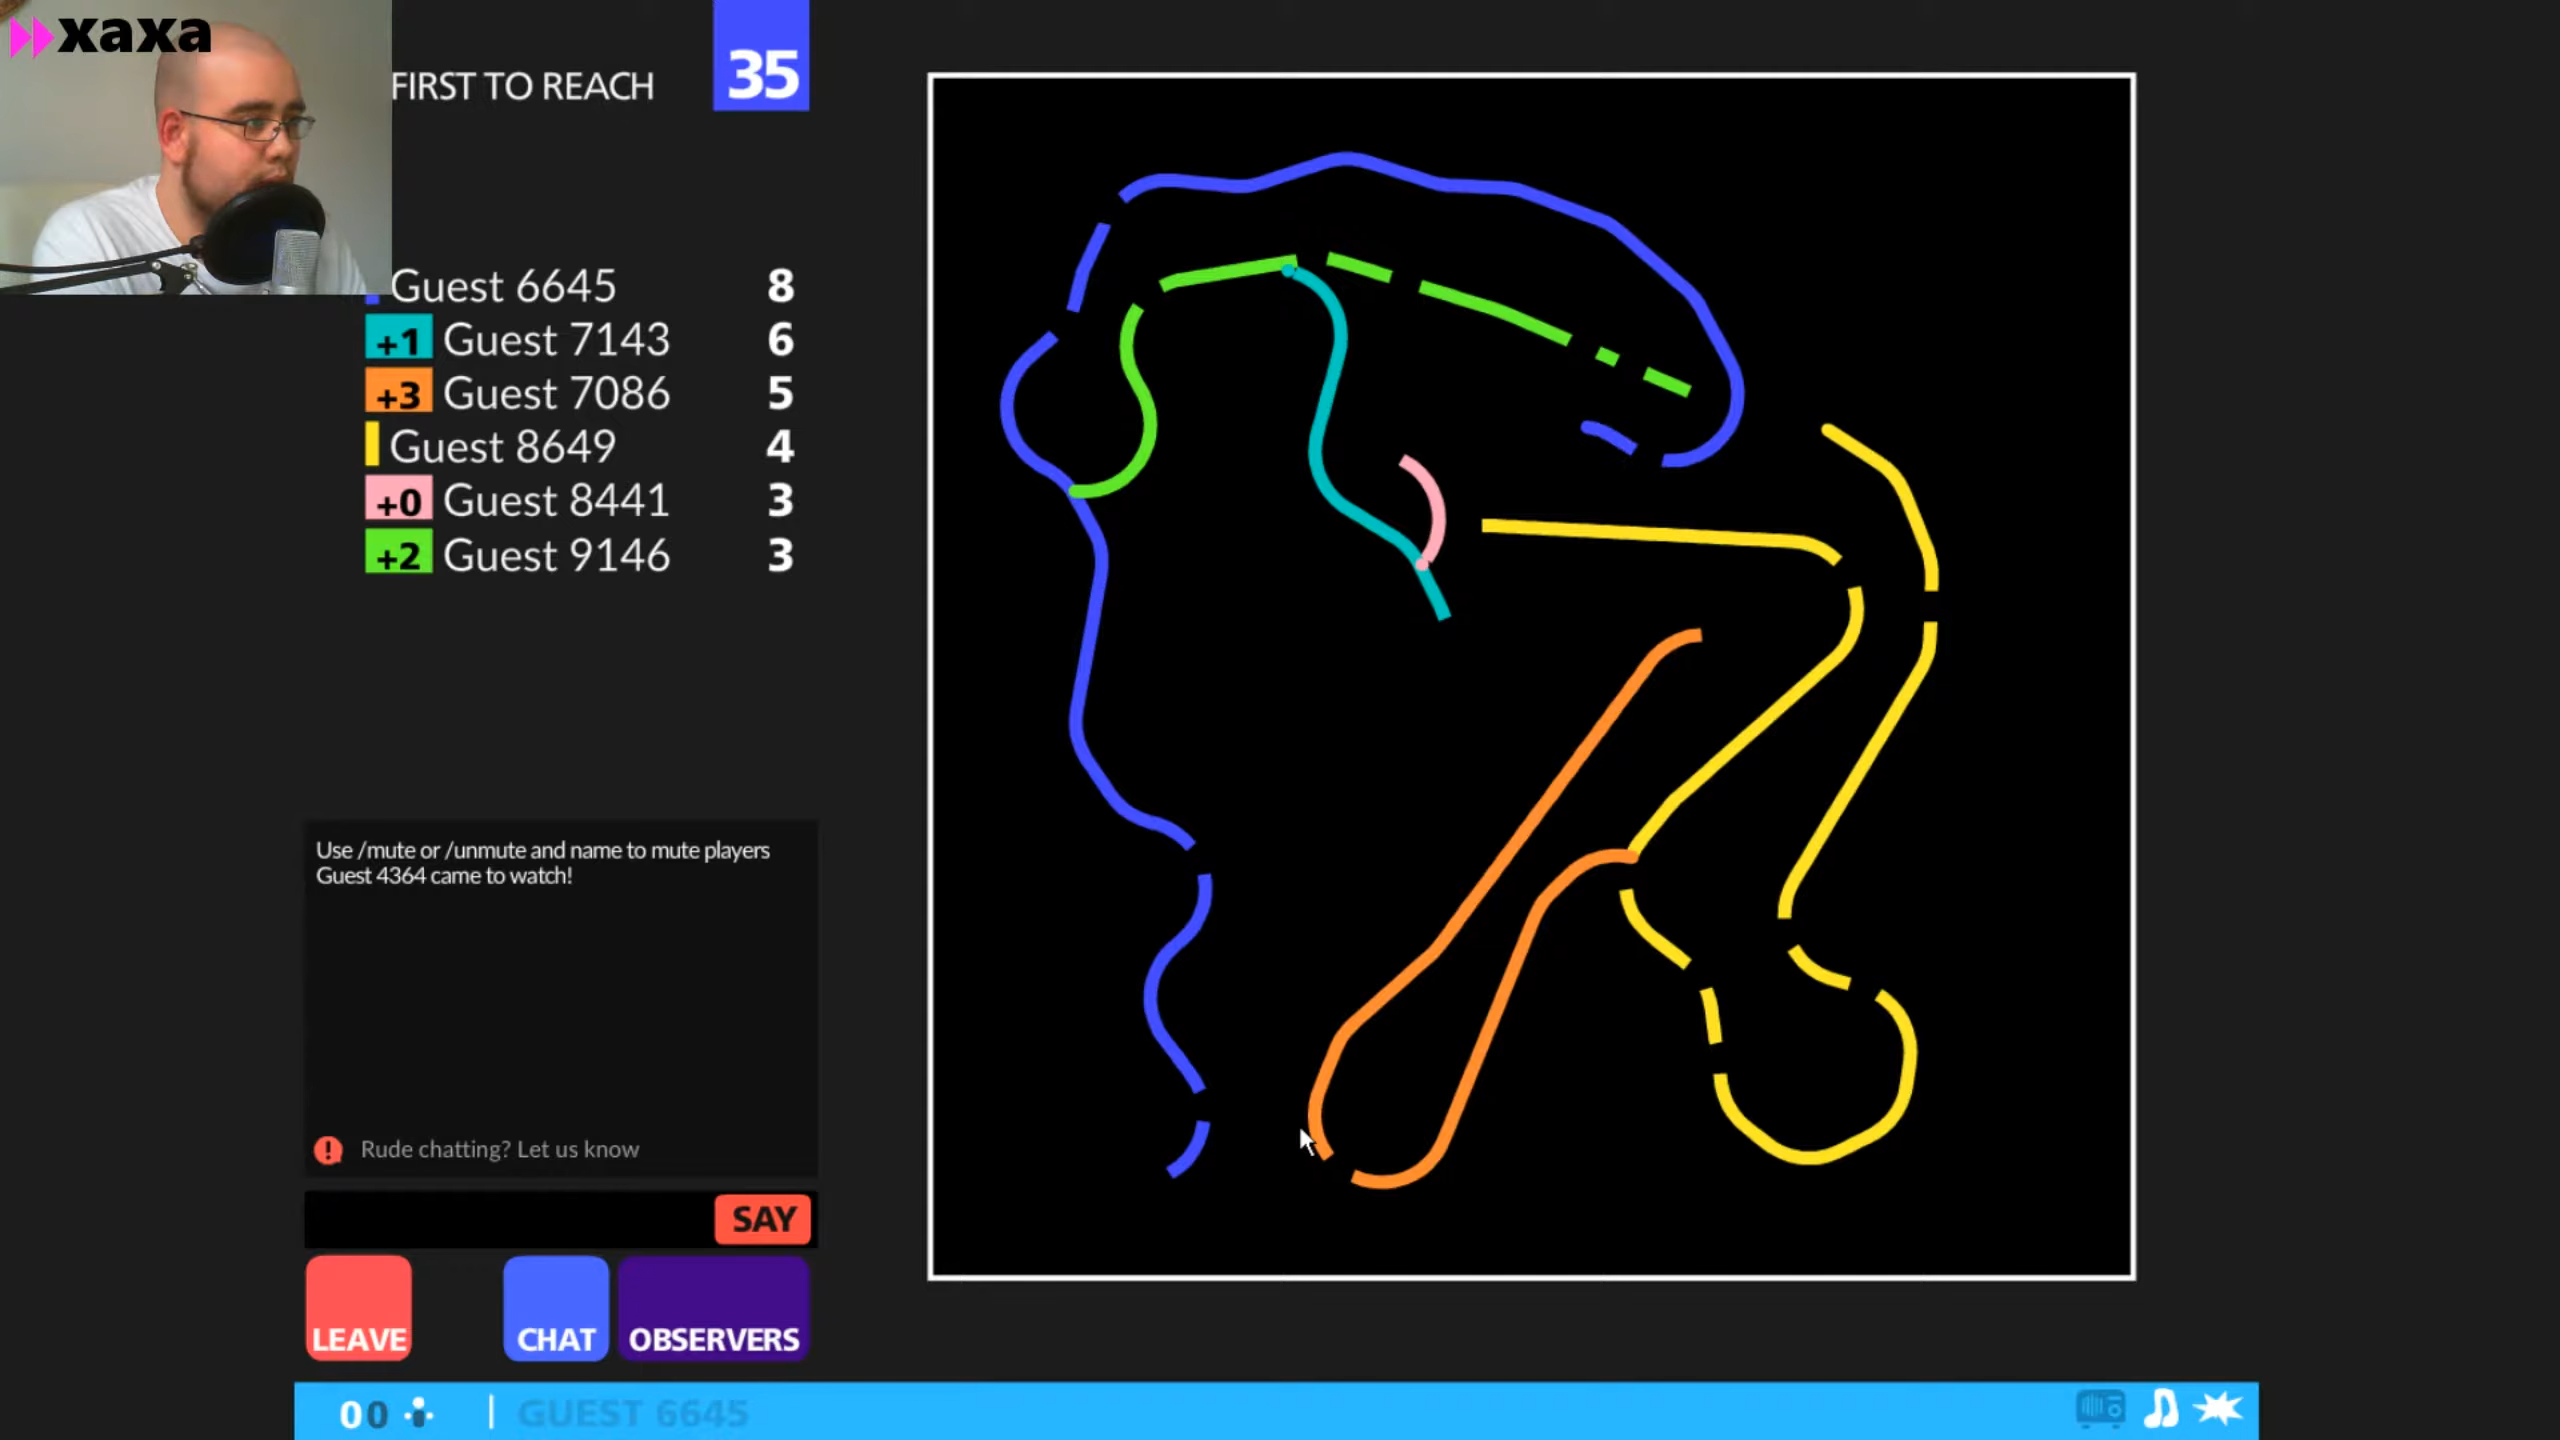 xaxa
FIRST TO REACH 35
Guest 6645 8
+1 Guest 7143 6
+3 Guest 7086 5
Guest 8649 4
+0 Guest 8441 3
+2 Guest 9146 3
Use /mute or /unmute and name to mute players
Guest 4364 came to watch!
Rude chatting? Let us know
SAY
LEAVE CHAT OBSERVERS
00 GUEST 6645